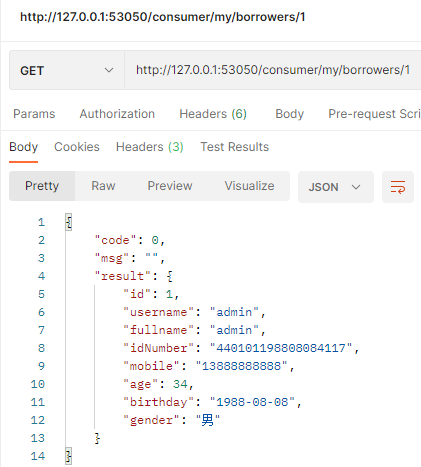 http://127.0.0.1:53050/consumer/my/borrowers/1
GET http://127.0.0.1:53050/consumer/my/borrowers/1
Params Authorization Headers (6) Body Pre-request Scri
Body Cookies Headers (3) Test Results
Pretty Raw Preview Visualize JSON
1 {
2 "code": 0,
3 "msg": "",
4 "result": {
5 "id": 1,
6 "username": "admin",
7 "fullname": "admin",
8 "idNumber": "440101198808084117",
9 "mobile": "13888888888",
10 "age": 34,
11 "birthday": "1988-08-08",
12 "gender": "男"
13 }
14 }